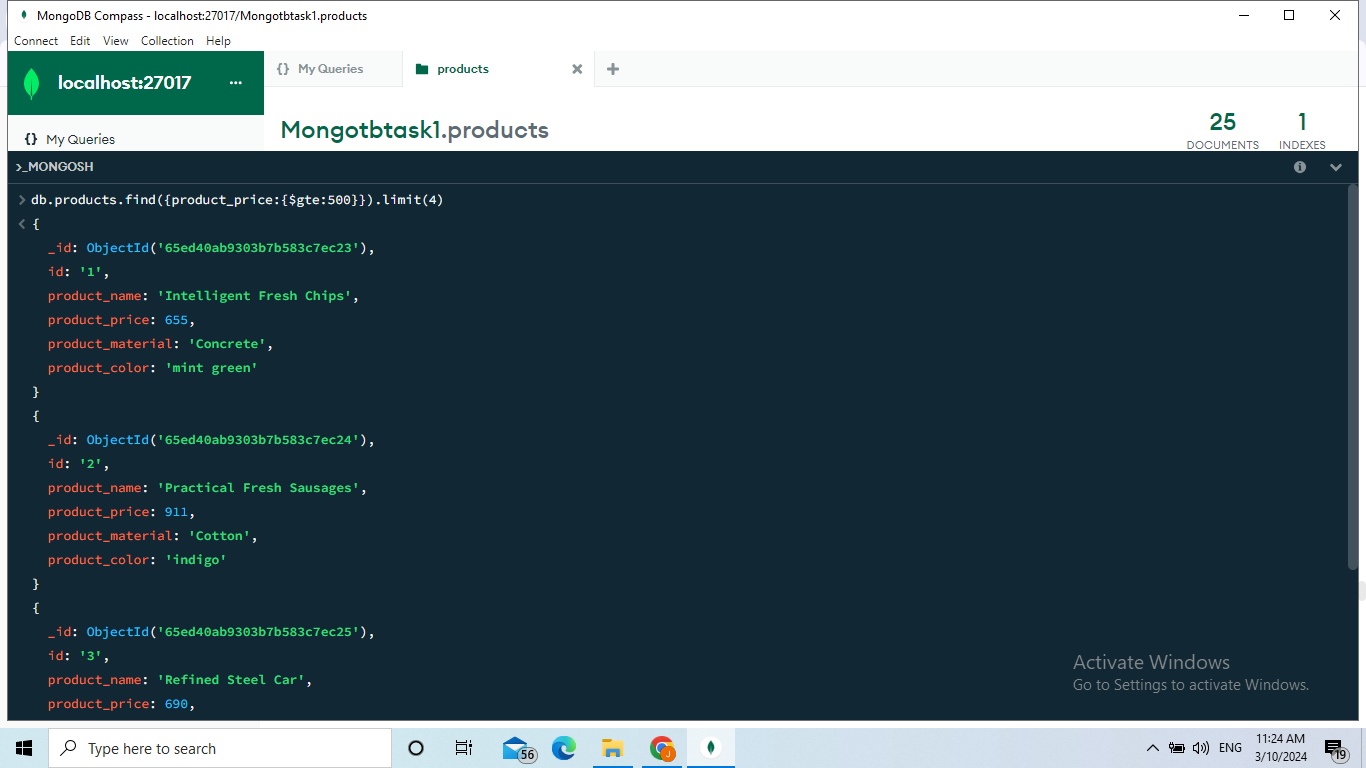 MongoDB Compass - localhost:27017/Mongotbtask1.products
Connect Edit View Collection Help
localhost:27017 ...
{} My Queries
products
{} My Queries
Mongotbtask1.products
25
DOCUMENTS
1
INDEXES
>_MONGOSH
> db.products.find({product_price:{$gte:500}}).limit(4)
< {
_id: ObjectId('65ed40ab9303b7b583c7ec23'),
id: '1',
product_name: 'Intelligent Fresh Chips',
product_price: 655,
product_material: 'Concrete',
product_color: 'mint green'
}
{
_id: ObjectId('65ed40ab9303b7b583c7ec24'),
id: '2',
product_name: 'Practical Fresh Sausages',
product_price: 911,
product_material: 'Cotton',
product_color: 'indigo'
}
{
_id: ObjectId('65ed40ab9303b7b583c7ec25'),
id: '3',
product_name: 'Refined Steel Car',
product_price: 690,
Activate Windows
Go to Settings to activate Windows.
Type here to search
56
J
ENG
11:24 AM
3/10/2024
19